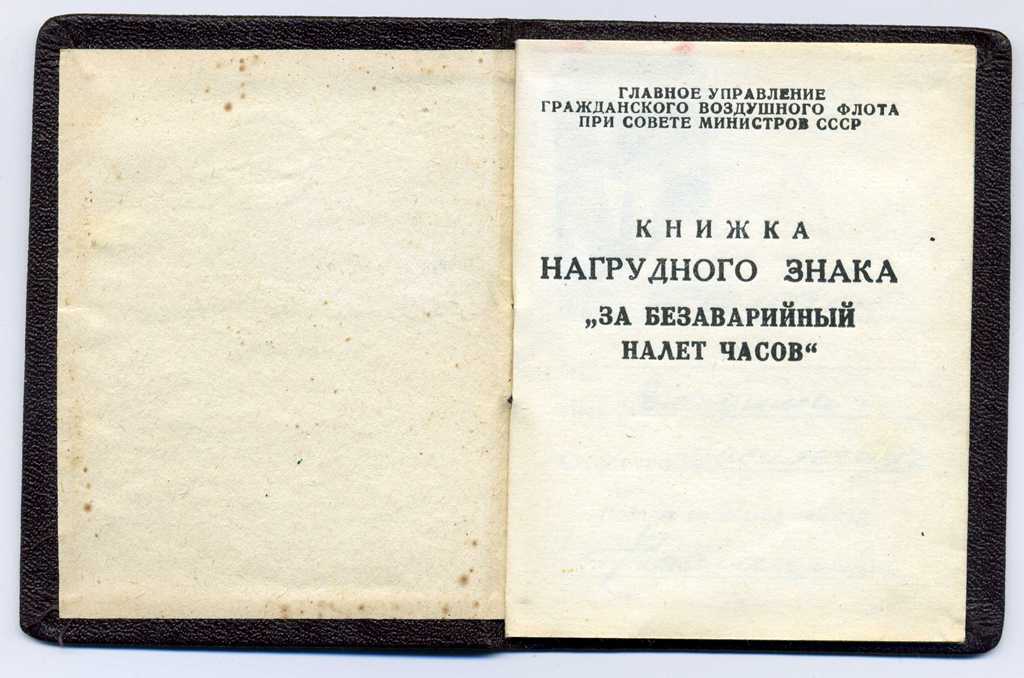 ГЛАВНОЕ УПРАВЛЕНИЕ
ГРАЖДАНСКОГО ВОЗДУШНОГО ФЛОТА
ПРИ СОВЕТЕ МИНИСТРОВ СССР
КНИЖКА
НАГРУДНОГО ЗНАКА
„ЗА БЕЗАВАРИЙНЫЙ
НАЛЕТ ЧАСОВ“